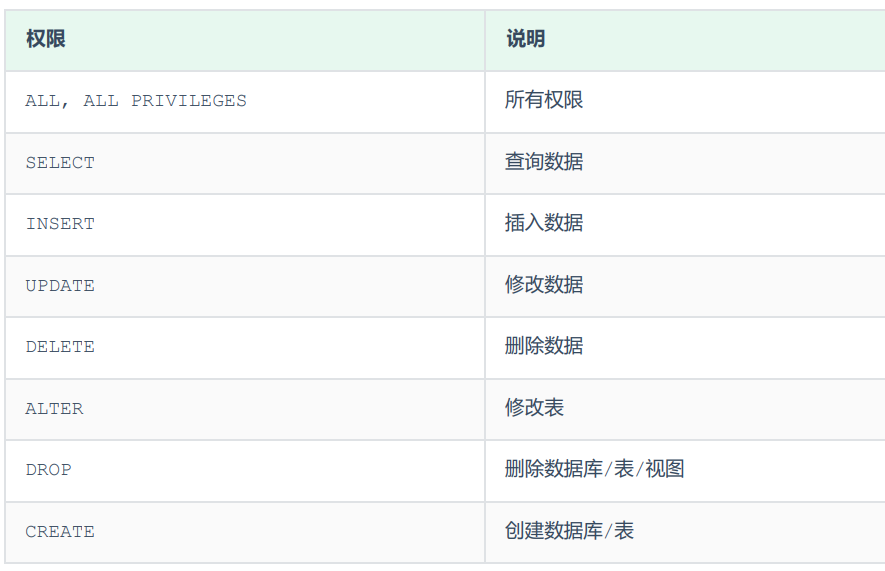 权限 说明
ALL, ALL PRIVILEGES 所有权限
SELECT 查询数据
INSERT 插入数据
UPDATE 修改数据
DELETE 删除数据
ALTER 修改表
DROP 删除数据库/表/视图
CREATE 创建数据库/表